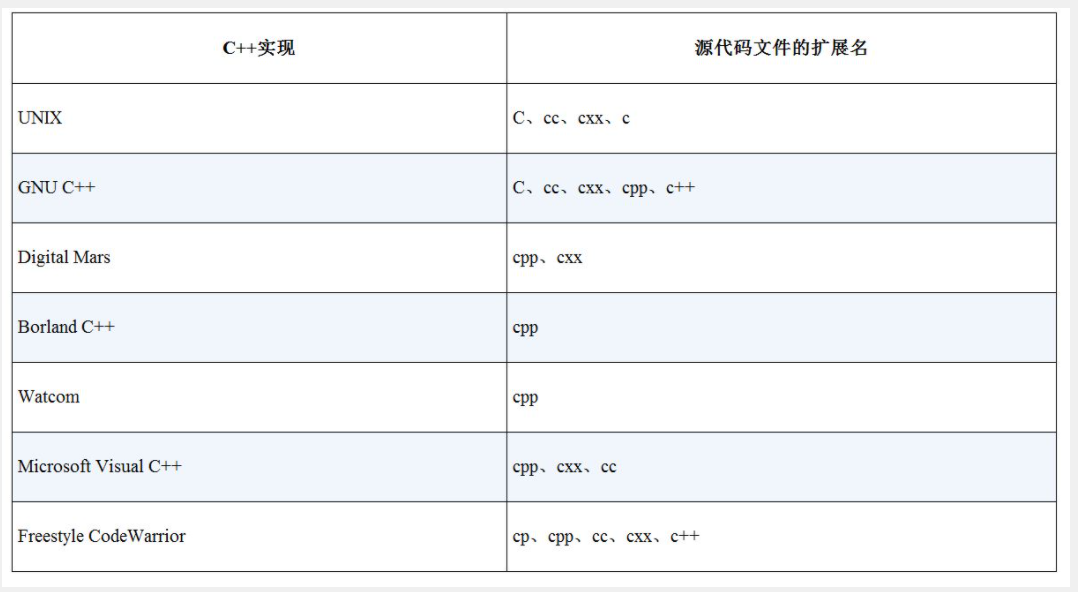 C++实现 源代码文件的扩展名
UNIX C、cc、cxx、c
GNU C++ C、cc、cxx、cpp、c++
Digital Mars cpp、cxx
Borland C++ cpp
Watcom cpp
Microsoft Visual C++ cpp、cxx、cc
Freestyle CodeWarrior cp、cpp、cc、cxx、c++